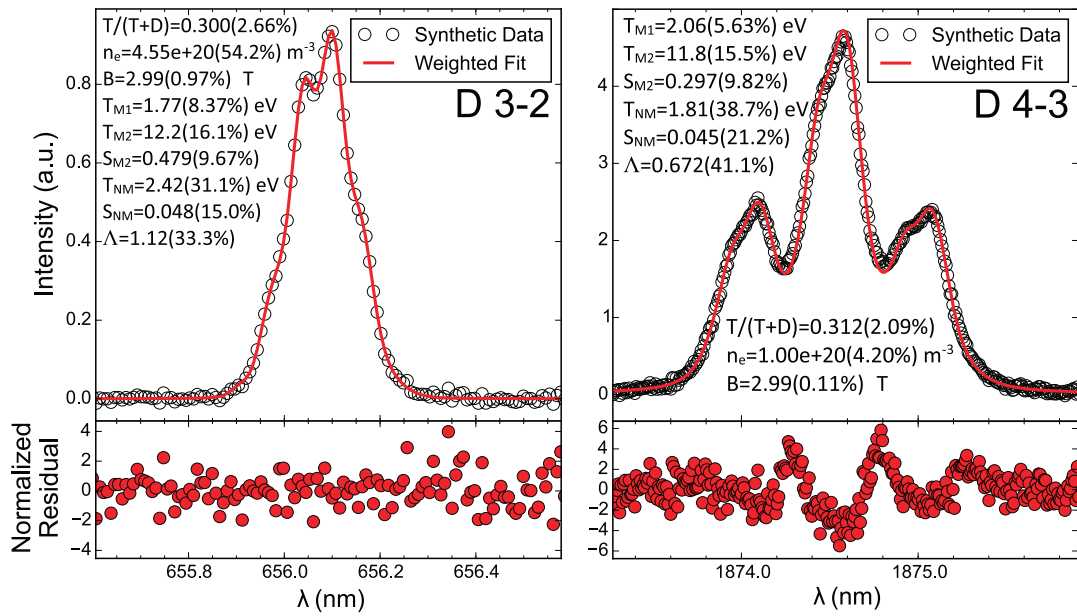 T/(T+D)=0.300(2.66%)
nₑ=4.55e+20(54.2%) m⁻³
B=2.99(0.97%) T
T_M1=1.77(8.37%) eV
T_M2=12.2(16.1%) eV
S_M2=0.479(9.67%)
T_NM=2.42(31.1%) eV
S_NM=0.048(15.0%)
Λ=1.12(33.3%)
Synthetic Data
Weighted Fit
D 3-2
Intensity (a.u.)
0.8
0.6
0.4
0.2
0.0
T_M1=2.06(5.63%) eV
T_M2=11.8(15.5%) eV
S_M2=0.297(9.82%)
T_NM=1.81(38.7%) eV
S_NM=0.045(21.2%)
Λ=0.672(41.1%)
Synthetic Data
Weighted Fit
D 4-3
T/(T+D)=0.312(2.09%)
nₑ=1.00e+20(4.20%) m⁻³
B=2.99(0.11%) T
4
3
2
1
0
Normalized
Residual
4
2
0
−2
−4
655.8 656.0 656.2 656.4
λ (nm)
6
4
2
0
−2
−4
−6
1874.0 1875.0
λ (nm)